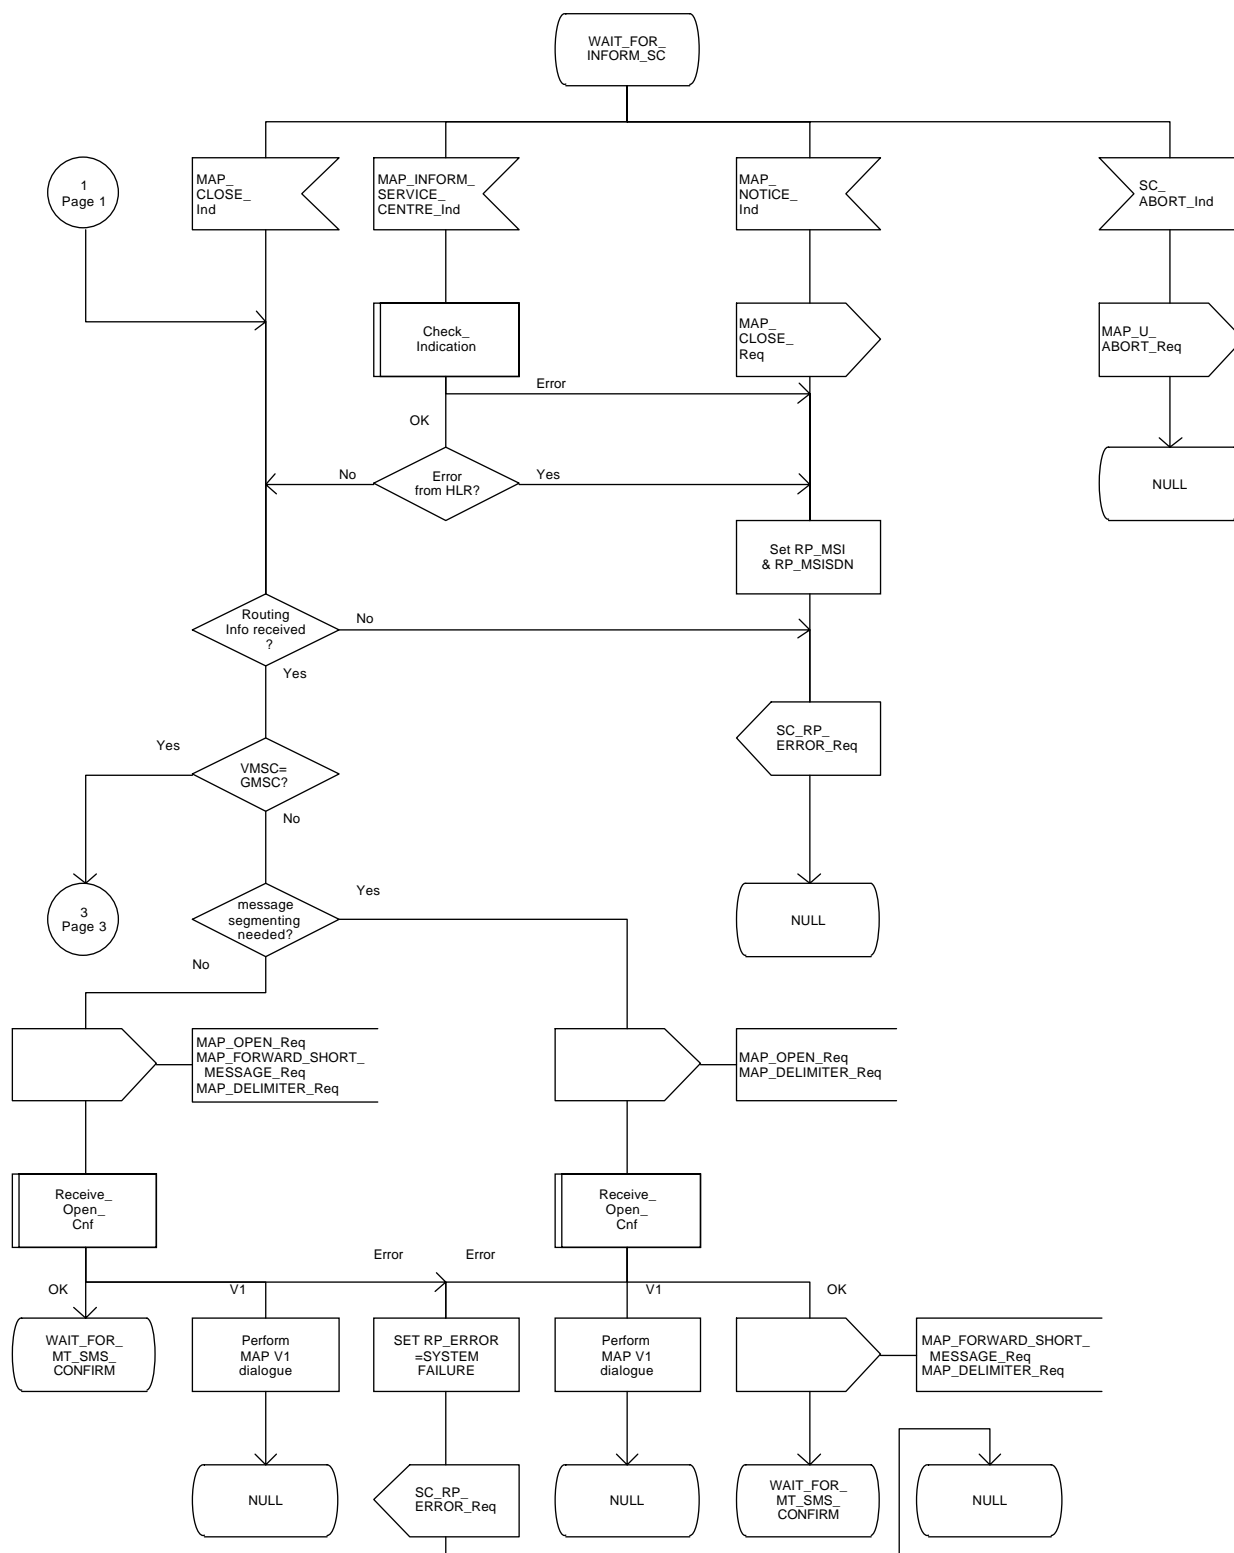 WAIT_FOR_
INFORM_SC
1
Page 1
MAP_
CLOSE_
Ind
MAP_INFORM_
SERVICE_
CENTRE_Ind
MAP_
NOTICE_
Ind
SC_
ABORT_Ind
Check_
Indication
MAP_
CLOSE_
Req
MAP_U_
ABORT_Req
Error
OK
No
Error
from HLR?
Yes
NULL
Set RP_MSI
& RP_MSISDN
Routing
Info received
?
No
Yes
SC_RP_
ERROR_Req
Yes
VMSC=
GMSC?
No
3
Page 3
message
segmenting
needed?
Yes
NULL
No
MAP_OPEN_Req
MAP_FORWARD_SHORT_
MESSAGE_Req
MAP_DELIMITER_Req
MAP_OPEN_Req
MAP_DELIMITER_Req
Receive_
Open_
Cnf
Receive_
Open_
Cnf
Error
Error
OK
V1
V1
OK
WAIT_FOR_
MT_SMS_
CONFIRM
Perform
MAP V1
dialogue
SET RP_ERROR
=SYSTEM
FAILURE
Perform
MAP V1
dialogue
MAP_FORWARD_SHORT_
MESSAGE_Req
MAP_DELIMITER_Req
NULL
SC_RP_
ERROR_Req
NULL
WAIT_FOR_
MT_SMS_
CONFIRM
NULL